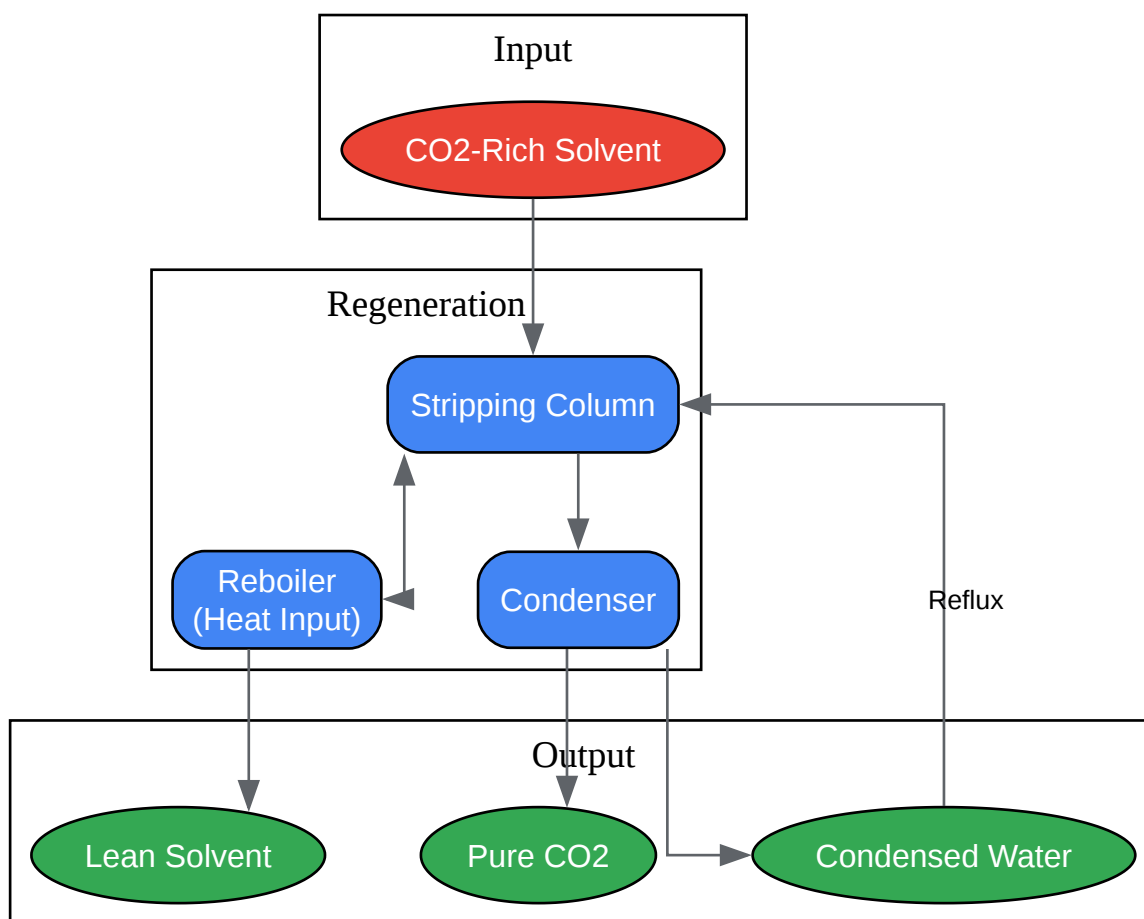 Input
CO2-Rich Solvent
Regeneration
Stripping Column
Reboiler
(Heat Input)
Condenser
Reflux
Output
Lean Solvent
Pure CO2
Condensed Water